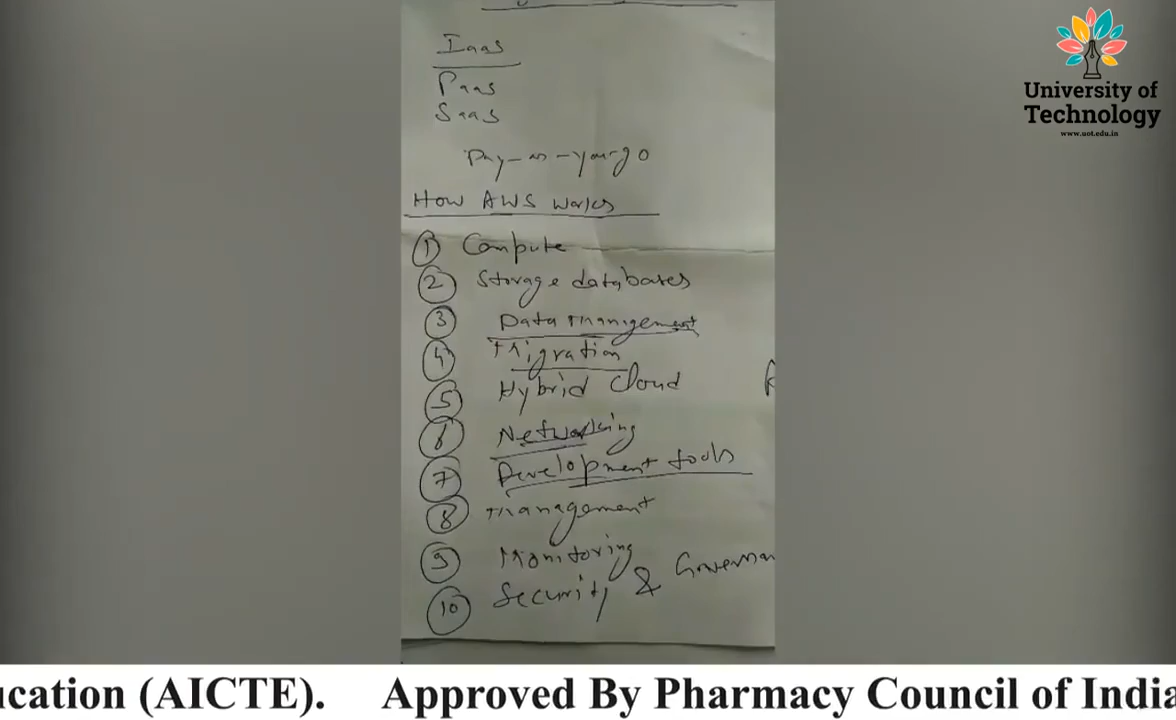 IaaS
PaaS
SaaS
Pay-as-you-go
How AWS Works
1 Compute
2 Storage databases
3 Data management
4 Migration
5 Hybrid Cloud
6 Networking
7 Development tools
8 management
9 Monitoring
10 Security & Governan
University of
Technology
www.uot.edu.in
ucation (AICTE). Approved By Pharmacy Council of India